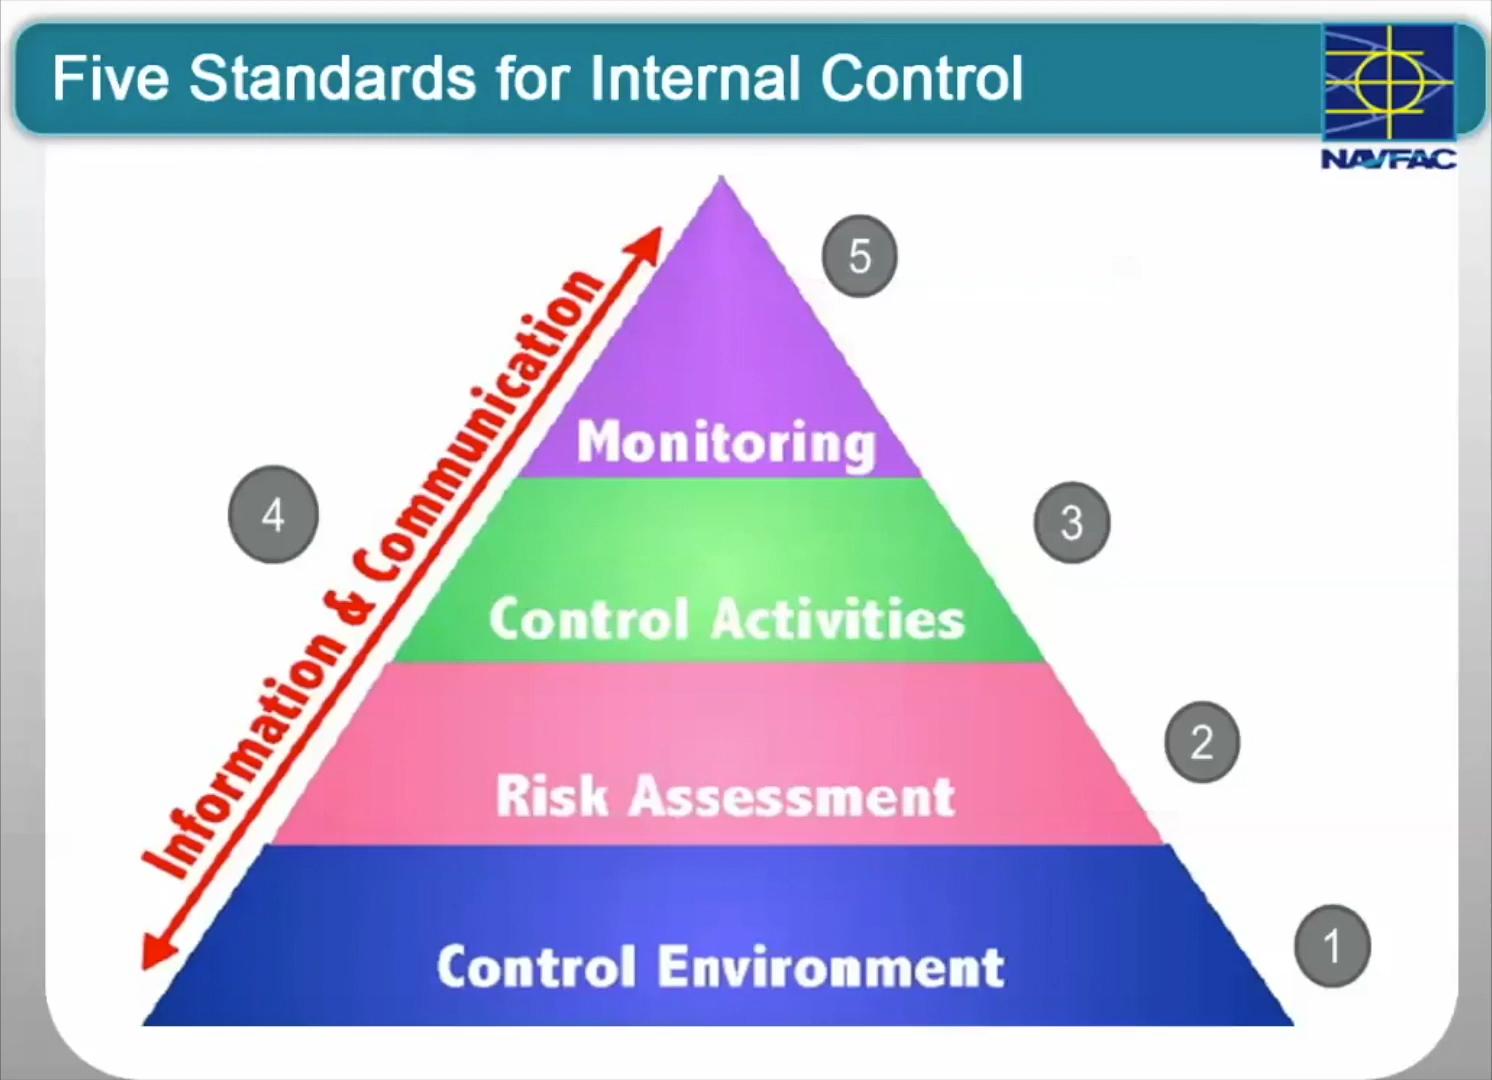 Five Standards for Internal Control
NAVFAC
5
Monitoring
Information & Communication
4
3
Control Activities
2
Risk Assessment
1
Control Environment